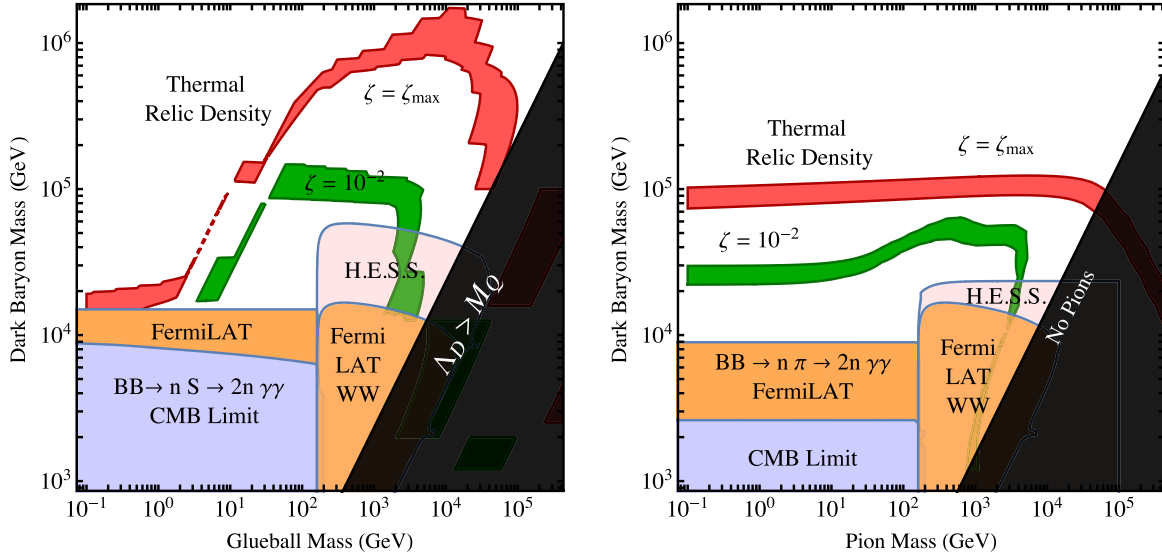 10⁶
10⁵
10⁴
10³
Dark Baryon Mass (GeV)
Thermal
Relic Density
ζ = ζmax
ζ = 10⁻²
H.E.S.S.
FermiLAT
Fermi
LAT
WW
BB→ n S → 2n γγ
CMB Limit
Λ_D > M_Q
10⁻¹ 10⁰ 10¹ 10² 10³ 10⁴ 10⁵
Glueball Mass (GeV)
10⁶
10⁵
10⁴
10³
Dark Baryon Mass (GeV)
Thermal
Relic Density
ζ = ζmax
ζ = 10⁻²
H.E.S.S.
BB → n π → 2n γγ
FermiLAT
Fermi
LAT
WW
CMB Limit
No Pions
10⁻¹ 10⁰ 10¹ 10² 10³ 10⁴ 10⁵
Pion Mass (GeV)